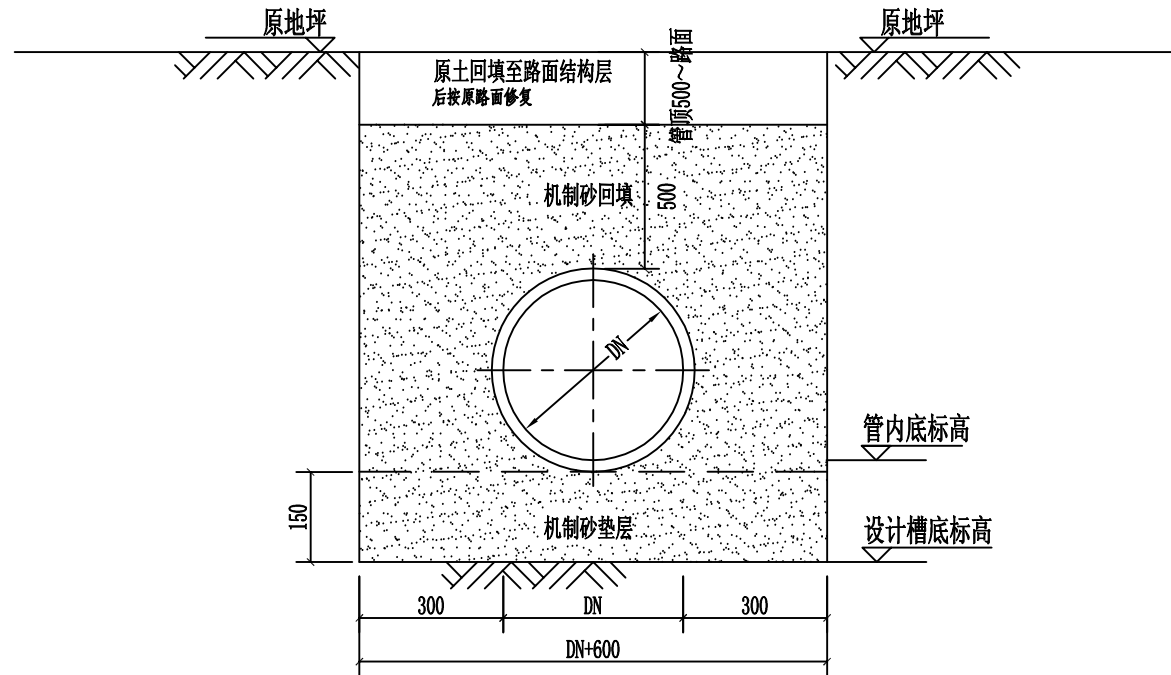 原地坪
原地坪
原土回填至路面结构层
后按原路面修复
管顶500~路面
机制砂回填
500
DN
管内底标高
150
机制砂垫层
设计槽底标高
300
DN
300
DN+600